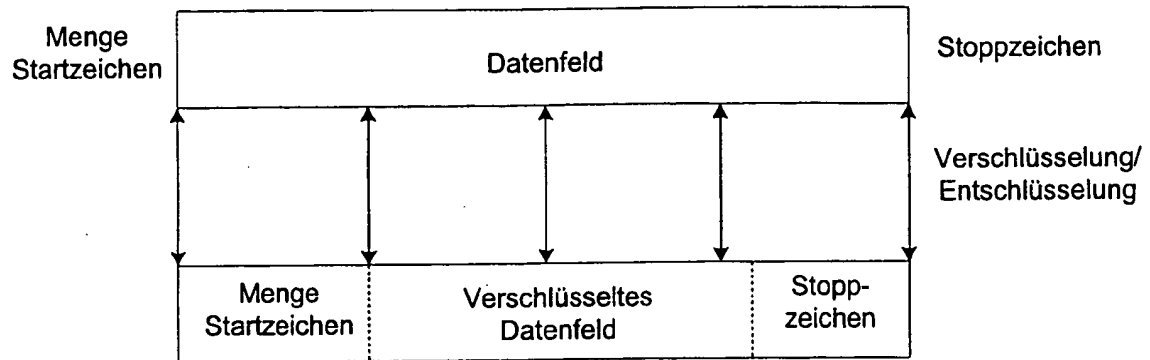 Menge
Startzeichen
Datenfeld
Stoppzeichen
Verschlüsselung/
Entschlüsselung
Menge
Startzeichen
Verschlüsseltes
Datenfeld
Stopp-
zeichen